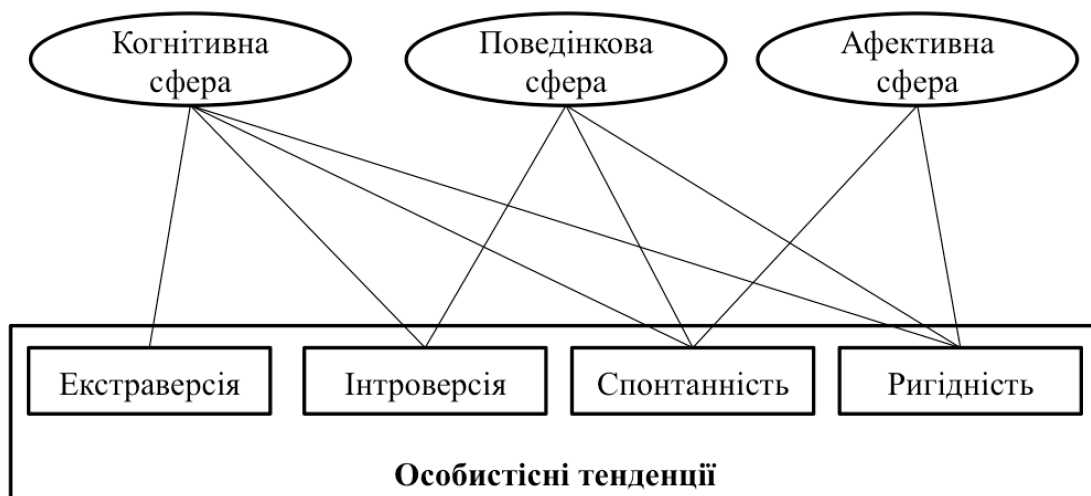 Когнітивна
сфера
Поведінкова
сфера
Афективна
сфера
Екстраверсія
Інтроверсія
Спонтанність
Ригідність
Особистісні тенденції